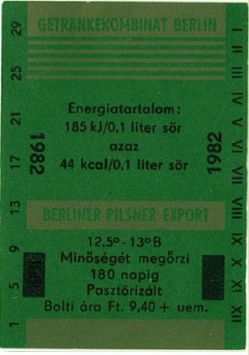 GETRÄNKEKOMBINAT BERLIN
Energiatartalom:
185 kJ/0,1 liter sör
azaz
44 kcal/0,1 liter sör
BERLINER PILSNER EXPORT
12,5°-13°B
Minőségét megőrzi
180 napig
Pasztőrizált
Bolti ára Ft. 9,40 + üem.
1 5 9 13 17 21 25 29
1982
1982
I II III IV V VI VII VIII IX X XI XII